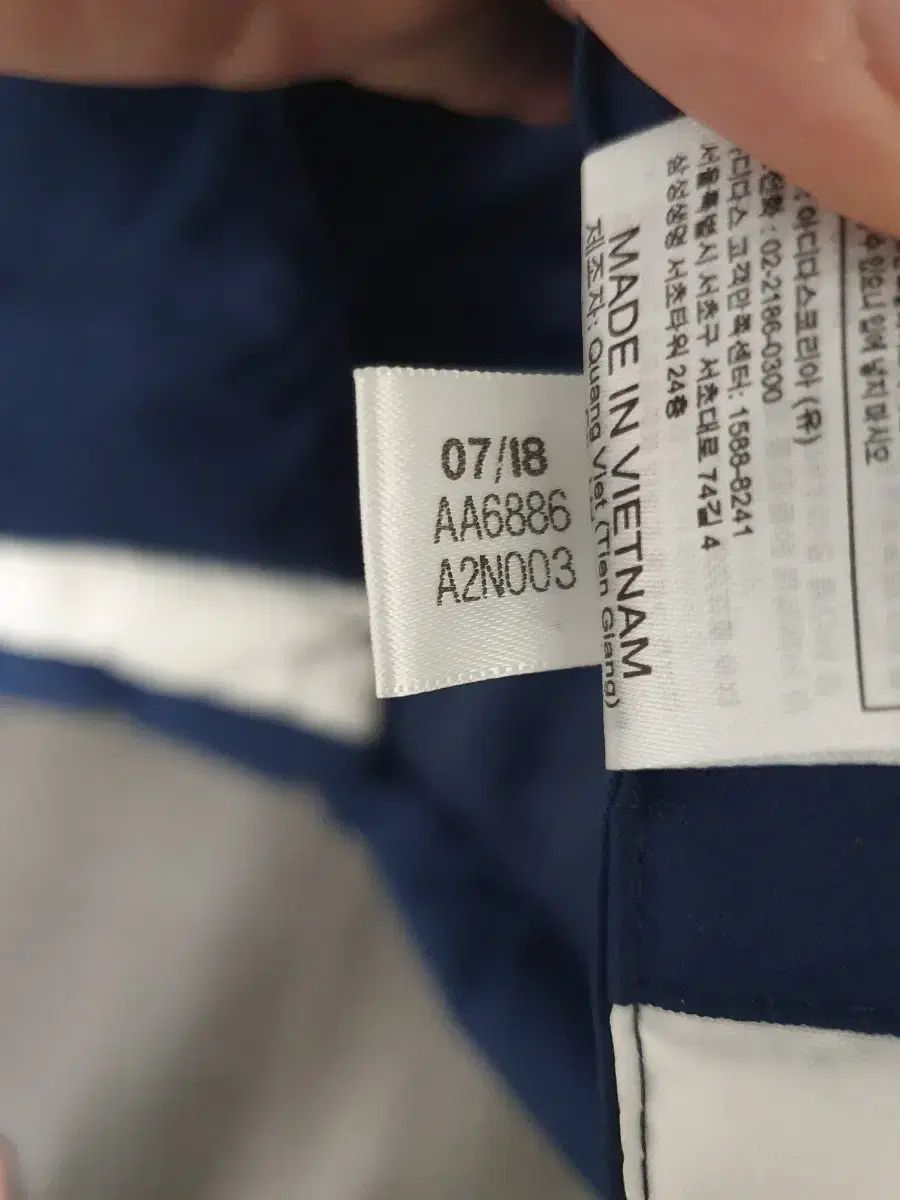 07/18
AA6886
A2N003
아디다스코리아 (유)
전화 : 02-2186-0300
아디다스 고객만족센터: 1588-8241
서울특별시 서초구 서초대로 74길 4
삼성생명 서초타워 24층
MADE IN VIETNAM
제조자: Quang Viet (Tian Giang)